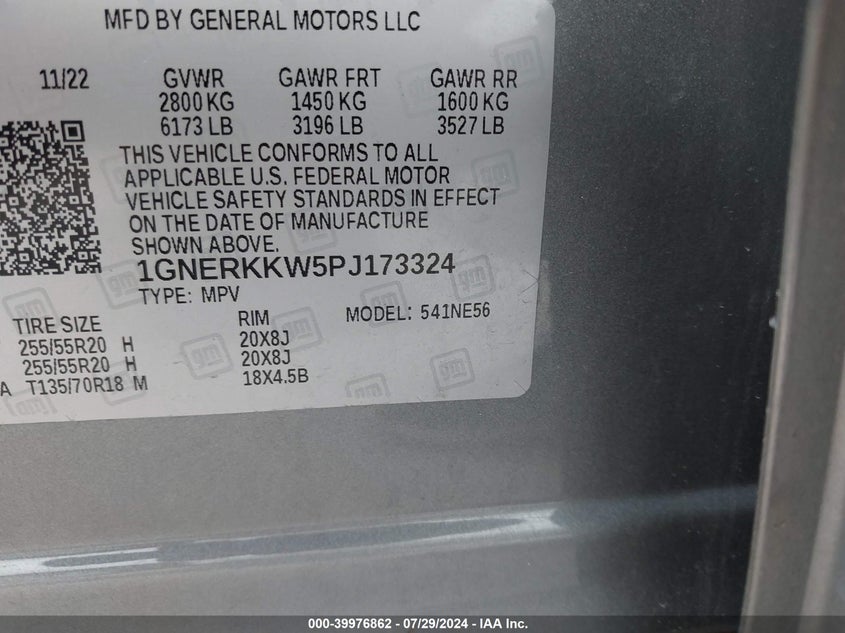 MFD BY GENERAL MOTORS LLC
11/22 GVWR GAWR FRT GAWR RR
2800 KG 1450 KG 1600 KG
6173 LB 3196 LB 3527 LB
THIS VEHICLE CONFORMS TO ALL
APPLICABLE U.S. FEDERAL MOTOR
VEHICLE SAFETY STANDARDS IN EFFECT
ON THE DATE OF MANUFACTURE
SHOWN ABOVE.
1GNERKKW5PJ173324
TYPE: MPV MODEL: 541NE56
TIRE SIZE RIM
255/55R20 H 20X8J
255/55R20 H 20X8J
A T135/70R18 M 18X4.5B
gm
000-39976862 / 07/29/2024 - IAA Inc.